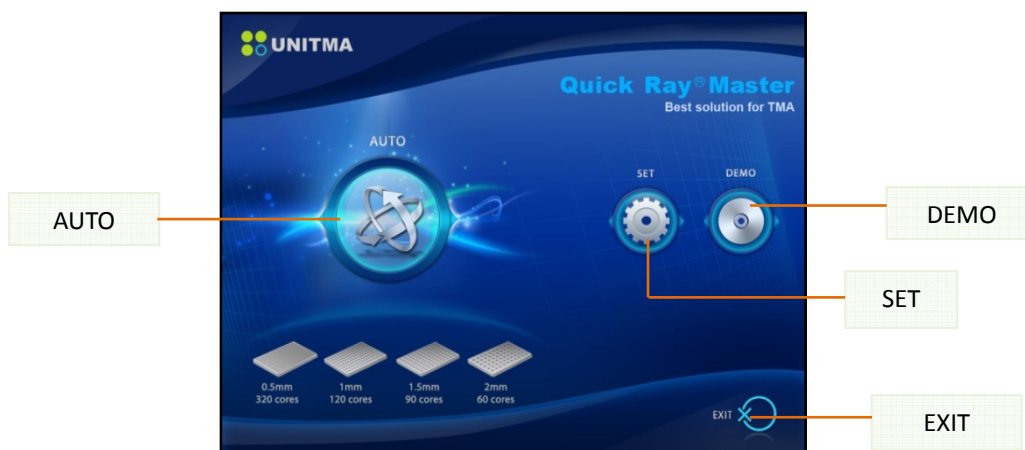 UNITMA
Quick Ray® Master
Best solution for TMA
AUTO
SET
DEMO
AUTO
DEMO
SET
0.5mm
320 cores
1mm
120 cores
1.5mm
90 cores
2mm
60 cores
EXIT
EXIT